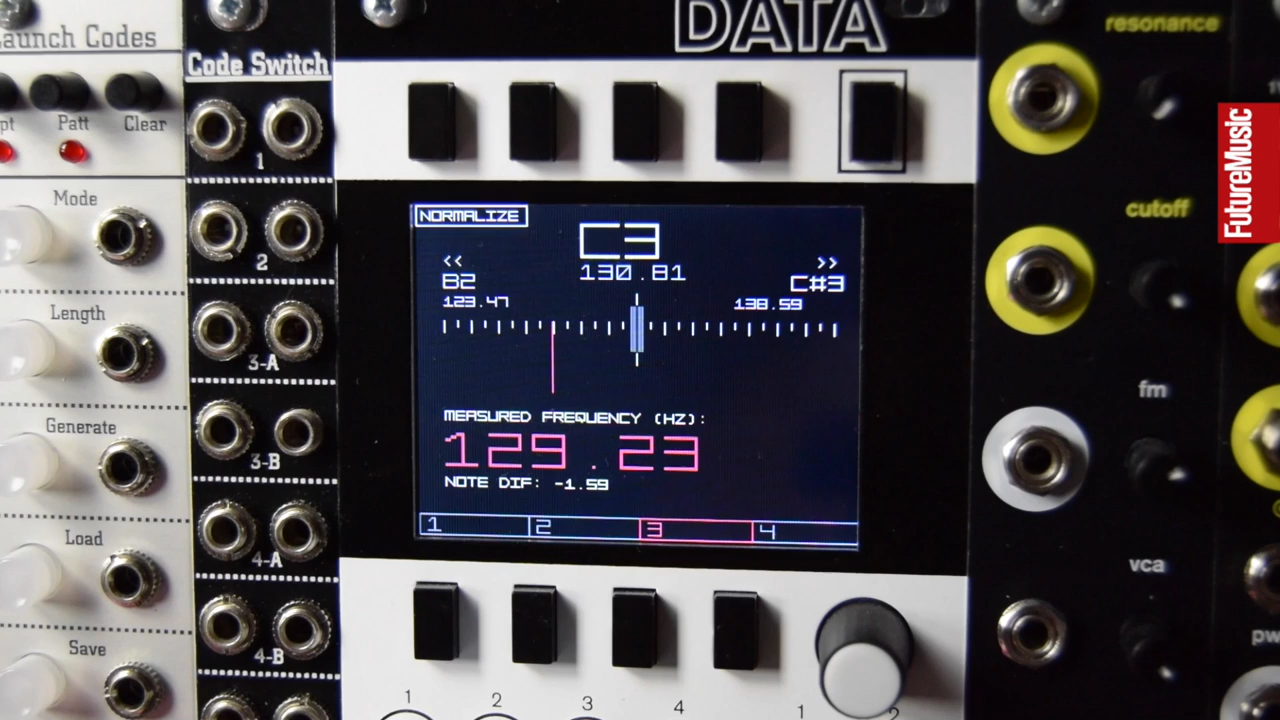 Launch Codes
Patt
Clear
Mode
Length
Generate
Load
Save
Code Switch
1
2
3-A
3-B
4-A
4-B
DATA
NORMALIZE
C3
130.81
<<
B2
123.47
>>
C#3
138.59
MEASURED FREQUENCY (HZ):
129.23
NOTE DIF: -1.59
1 2 3 4
1 2 3 4 1 2
resonance
cutoff
fm
vca
FutureMusic